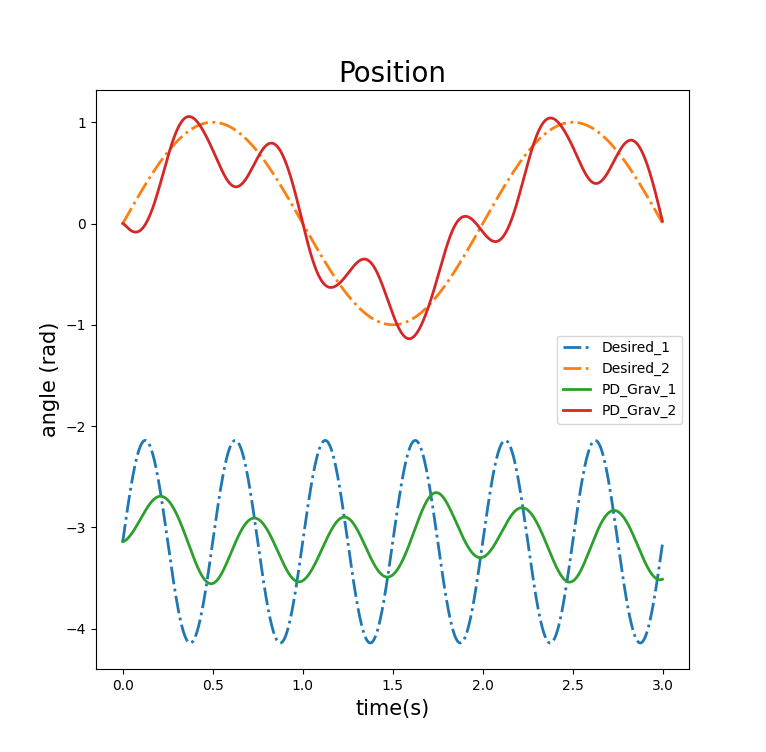 Position
angle (rad)
1
0
−1
−2
−3
−4
Desired_1
Desired_2
PD_Grav_1
PD_Grav_2
0.0 0.5 1.0 1.5 2.0 2.5 3.0
time(s)